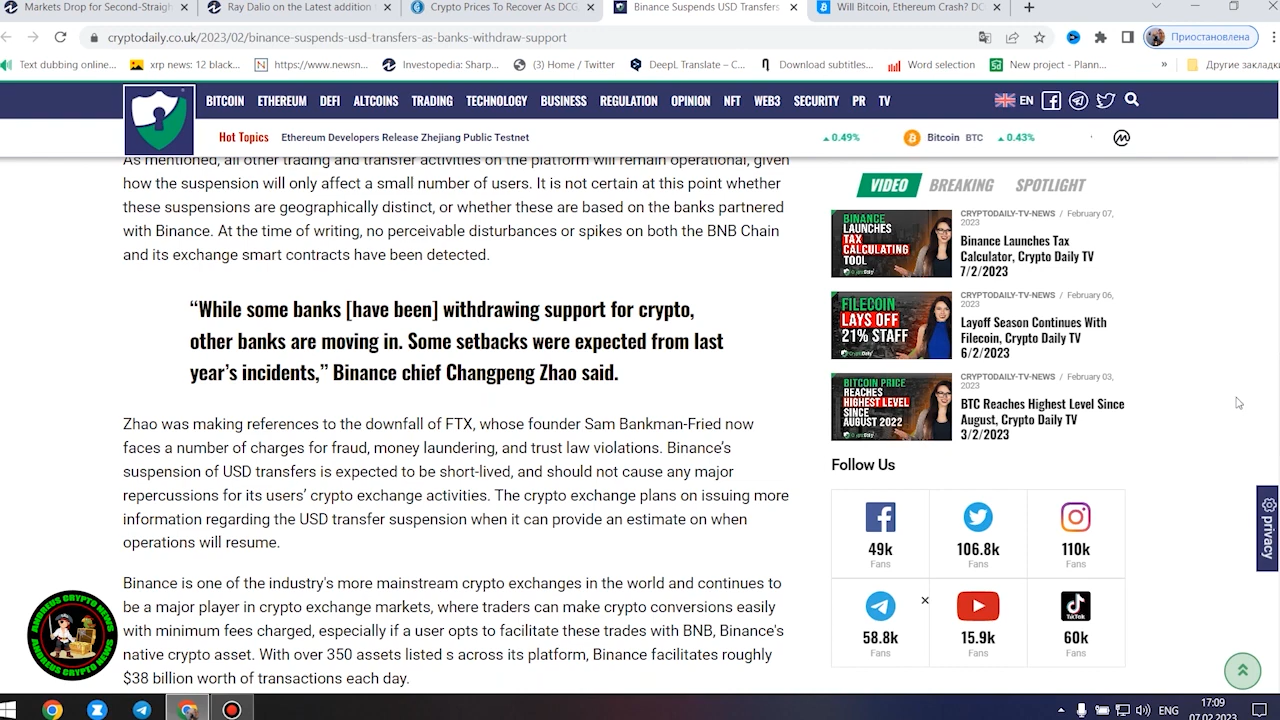 Markets Drop for Second-Straigh
Ray Dalio on the Latest addition
Crypto Prices To Recover As DCG
Binance Suspends USD Transfers
Will Bitcoin, Ethereum Crash? DC
cryptodaily.co.uk/2023/02/binance-suspends-usd-transfers-as-banks-withdraw-support
Приостановлена
Text dubbing online...
xrp news: 12 black...
https://www.newsn...
Investopedia: Sharp...
(3) Home / Twitter
DeepL Translate – C...
Download subtitles...
Word selection
New project - Plann...
»
Другие закладки
BITCOIN ETHEREUM DEFI ALTCOINS TRADING TECHNOLOGY BUSINESS REGULATION OPINION NFT WEB3 SECURITY PR TV
EN
Hot Topics
Ethereum Developers Release Zhejiang Public Testnet
0.49%
Bitcoin BTC
0.43%
As mentioned, all other trading and transfer activities on the platform will remain operational, given
how the suspension will only affect a small number of users. It is not certain at this point whether
these suspensions are geographically distinct, or whether these are based on the banks partnered
with Binance. At the time of writing, no perceivable disturbances or spikes on both the BNB Chain
and its exchange smart contracts have been detected.
“While some banks [have been] withdrawing support for crypto,
other banks are moving in. Some setbacks were expected from last
year’s incidents,” Binance chief Changpeng Zhao said.
Zhao was making references to the downfall of FTX, whose founder Sam Bankman-Fried now
faces a number of charges for fraud, money laundering, and trust law violations. Binance’s
suspension of USD transfers is expected to be short-lived, and should not cause any major
repercussions for its users’ crypto exchange activities. The crypto exchange plans on issuing more
information regarding the USD transfer suspension when it can provide an estimate on when
operations will resume.
Binance is one of the industry's more mainstream crypto exchanges in the world and continues to
be a major player in crypto exchange markets, where traders can make crypto conversions easily
with minimum fees charged, especially if a user opts to facilitate these trades with BNB, Binance's
native crypto asset. With over 350 assets listed s across its platform, Binance facilitates roughly
$38 billion worth of transactions each day.
VIDEO BREAKING SPOTLIGHT
BINANCE
LAUNCHES
TAX
CALCULATING
TOOL
CRYPTODAILY-TV-NEWS / February 07,
2023
Binance Launches Tax
Calculator, Crypto Daily TV
7/2/2023
FILECOIN
LAYS OFF
21% STAFF
CRYPTODAILY-TV-NEWS / February 06,
2023
Layoff Season Continues With
Filecoin, Crypto Daily TV
6/2/2023
BITCOIN PRICE
REACHES
HIGHEST LEVEL
SINCE
AUGUST 2022
CRYPTODAILY-TV-NEWS / February 03,
2023
BTC Reaches Highest Level Since
August, Crypto Daily TV
3/2/2023
Follow Us
49k
Fans
106.8k
Fans
110k
Fans
58.8k
Fans
15.9k
Fans
TikTok
60k
Fans
privacy
ANDREUS CRYPTO NEWS
ANDREUS CRYPTO NEWS
ENG
17:09
07.02.2023